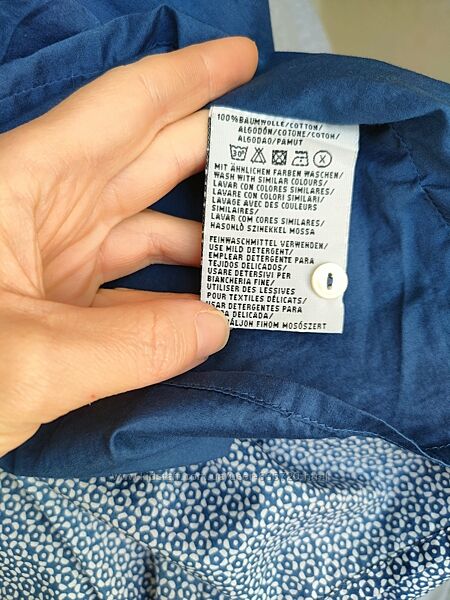 100%BAUMWOLLE/COTTON/
ALGODÓN/COTONE/COTON/
ALGODAO/PAMUT
30°
X
MIT ÄHNLICHEN FARBEN WASCHEN/
WASH WITH SIMILAR COLOURS/
LAVAR CON COLORES SIMILARES/
LAVARE CON COLORI SIMILARI/
LAVAGE AVEC DES COULEURS
SIMILAIRES/
LAVAR COM CORES SIMILARES/
HASONLÓ SZINEKKEL MOSSA
FEINWASCHMITTEL VERWENDEN/
USE MILD DETERGENT/
EMPLEAR DETERGENTE PARA
TEJIDOS DELICADOS/
USARE DETERSIVI PER
BIANCHERIA FINE/
UTILISER DES LESSIVES
POUR TEXTILES DÉLICATS/
USAR DETERGENTES PARA
DELICADA/
FINOM MOSÓSZERT